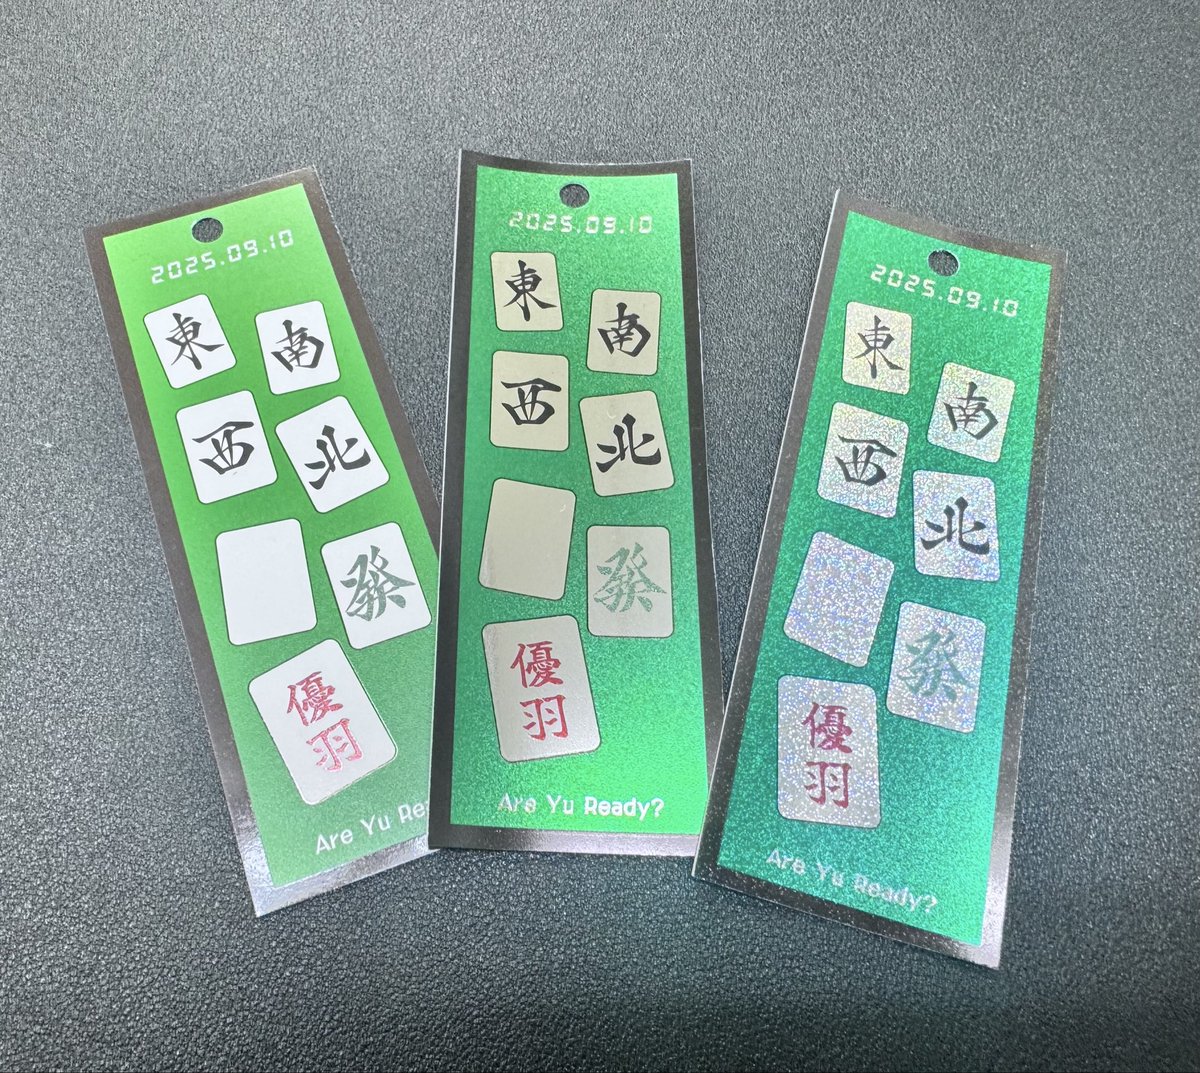 2025.09.10
東
南
西
北
發
優
羽
Are Yu Re
2025.09.10
東
南
西
北
發
優
羽
Are Yu Ready?
2025.09.10
東
南
西
北
發
優
羽
Are Yu Ready?